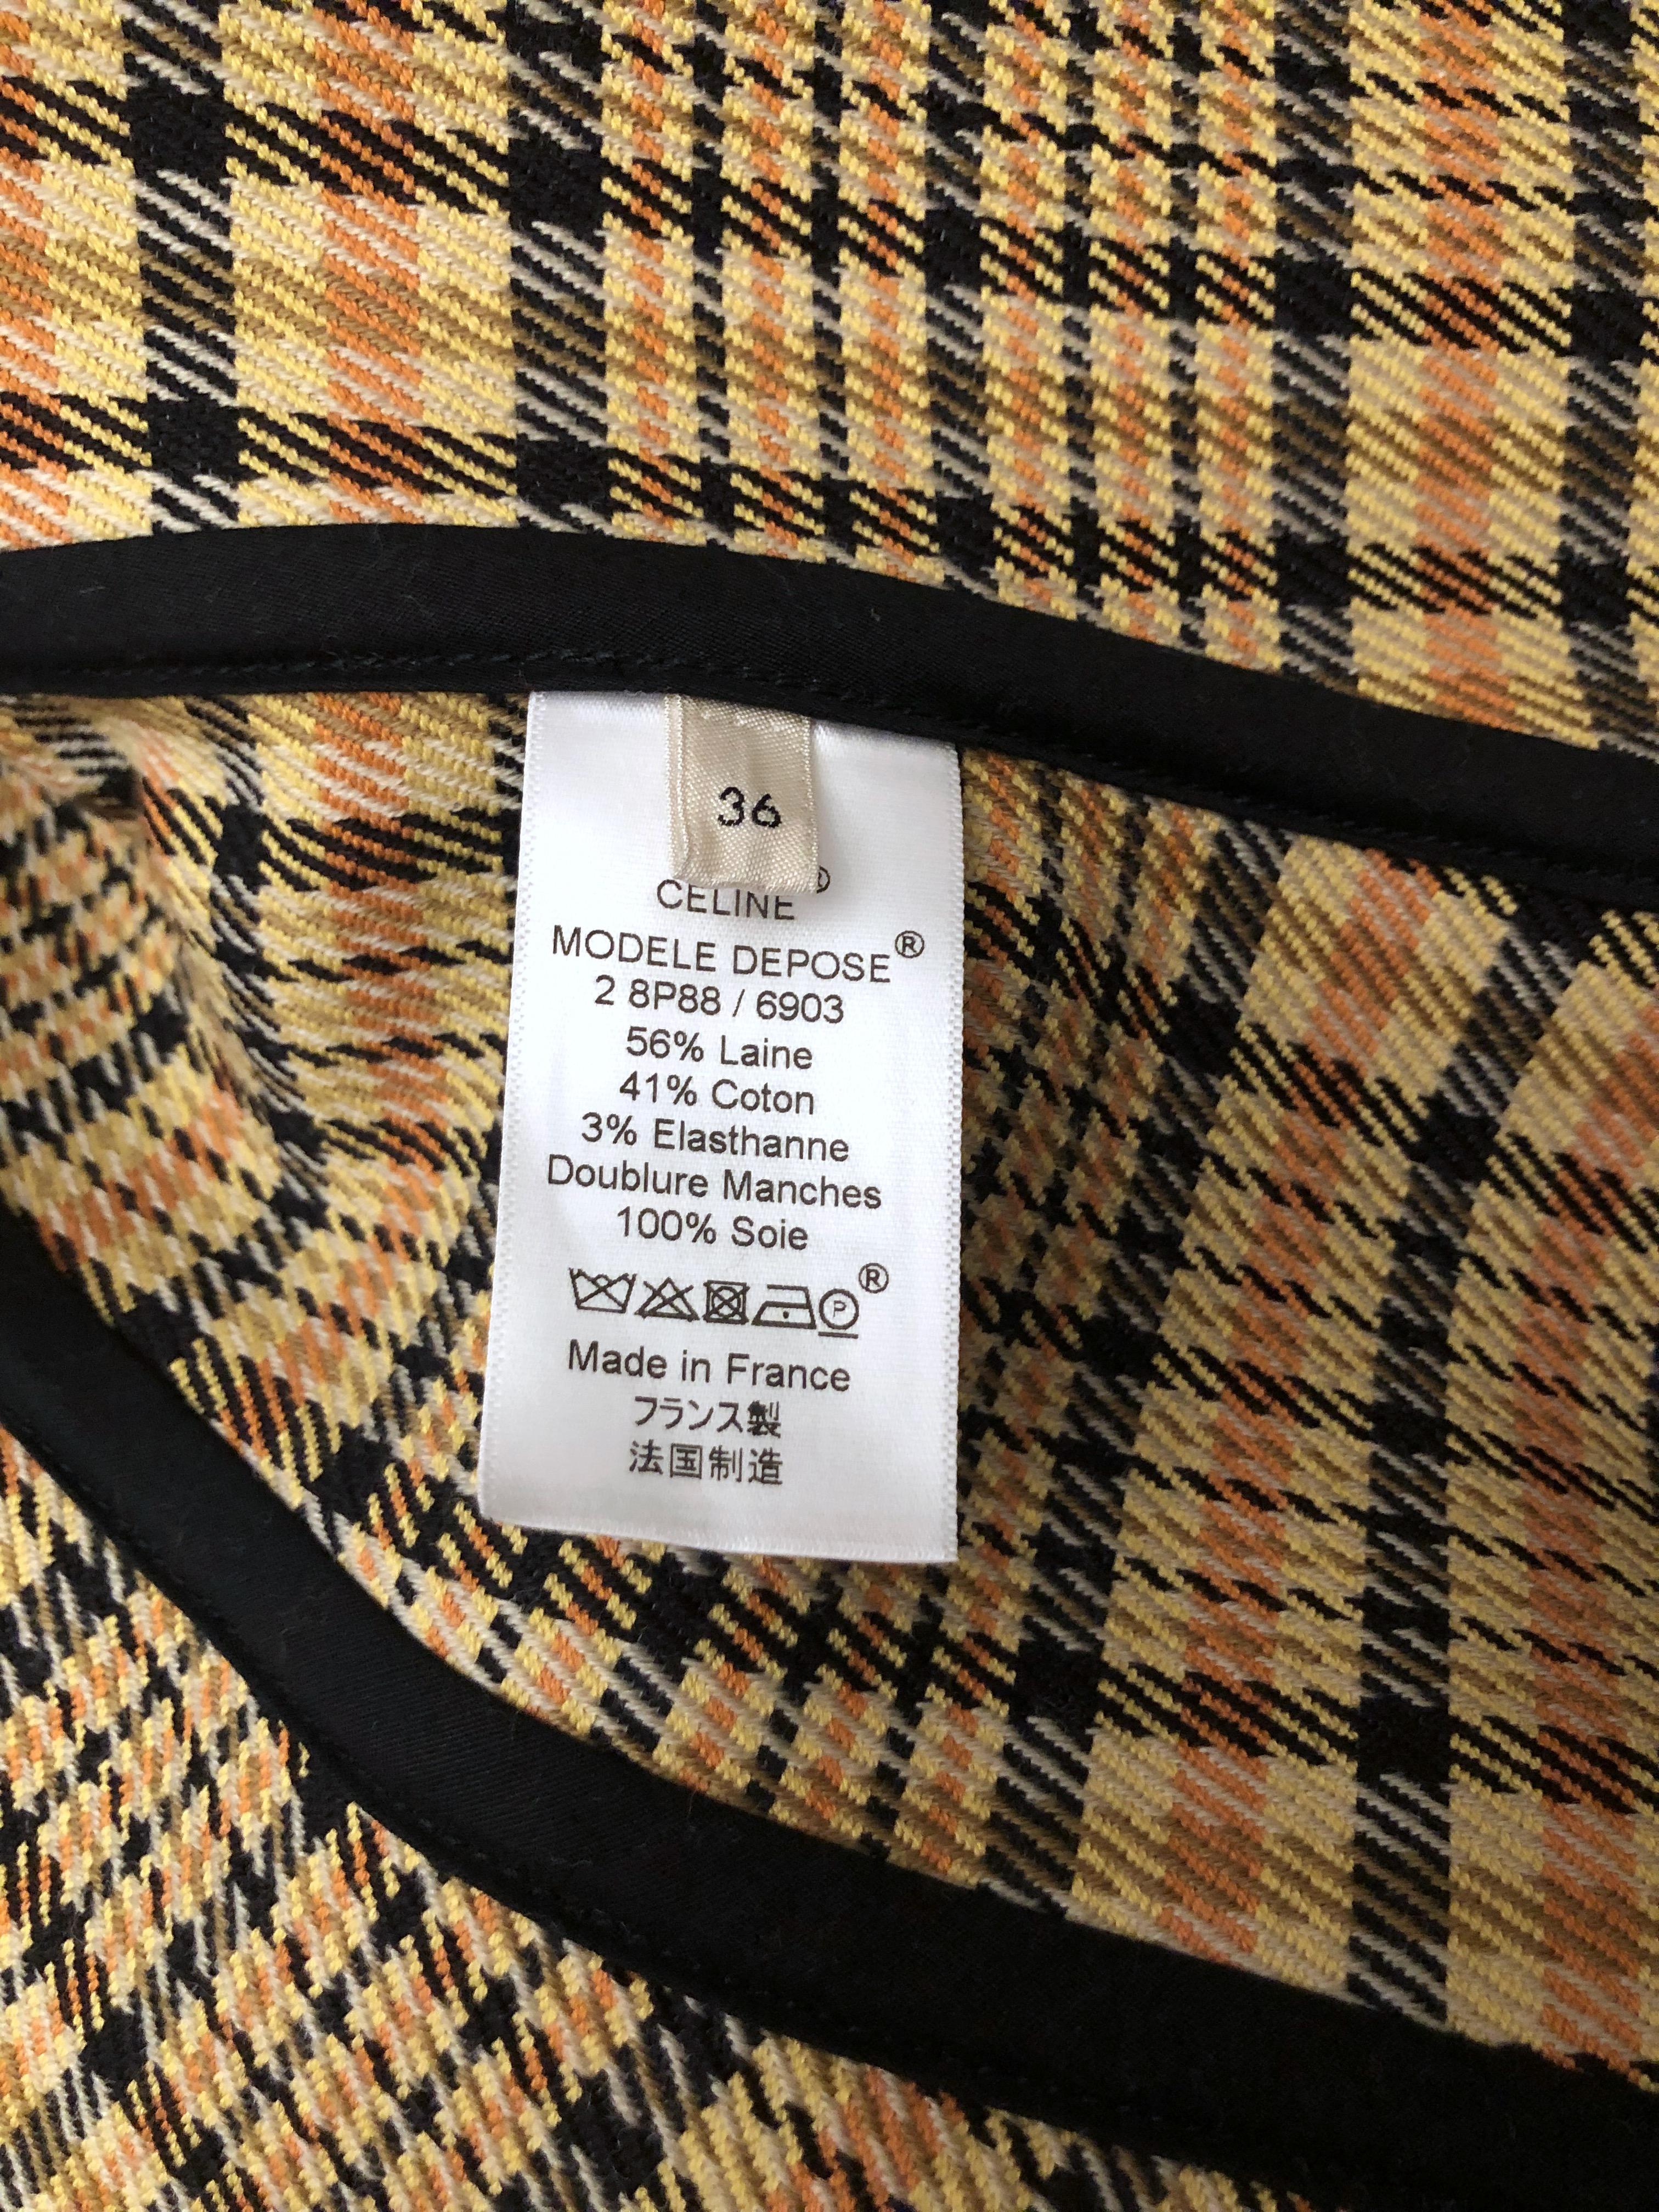 36
CELINE®
MODELE DEPOSE®
2 8P88 / 6903
56% Laine
41% Coton
3% Elasthanne
Doublure Manches
100% Soie
P ®
Made in France
フランス製
法国制造